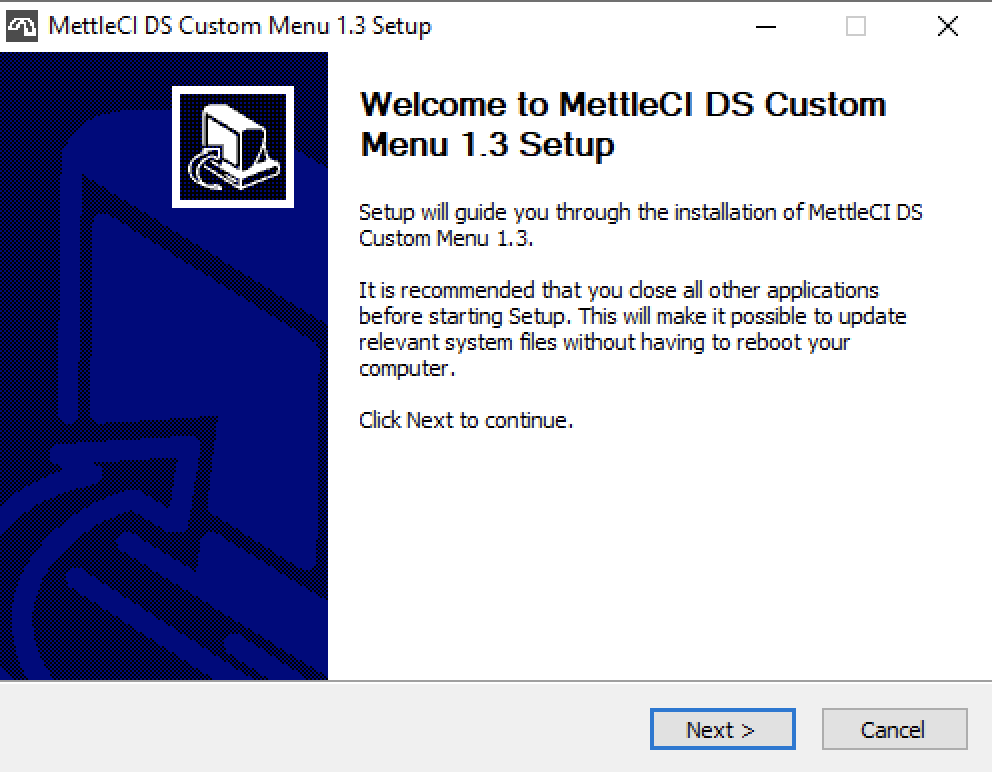 MettleCI DS Custom Menu 1.3 Setup
Welcome to MettleCI DS Custom
Menu 1.3 Setup
Setup will guide you through the installation of MettleCI DS
Custom Menu 1.3.
It is recommended that you close all other applications
before starting Setup. This will make it possible to update
relevant system files without having to reboot your
computer.
Click Next to continue.
Next >
Cancel